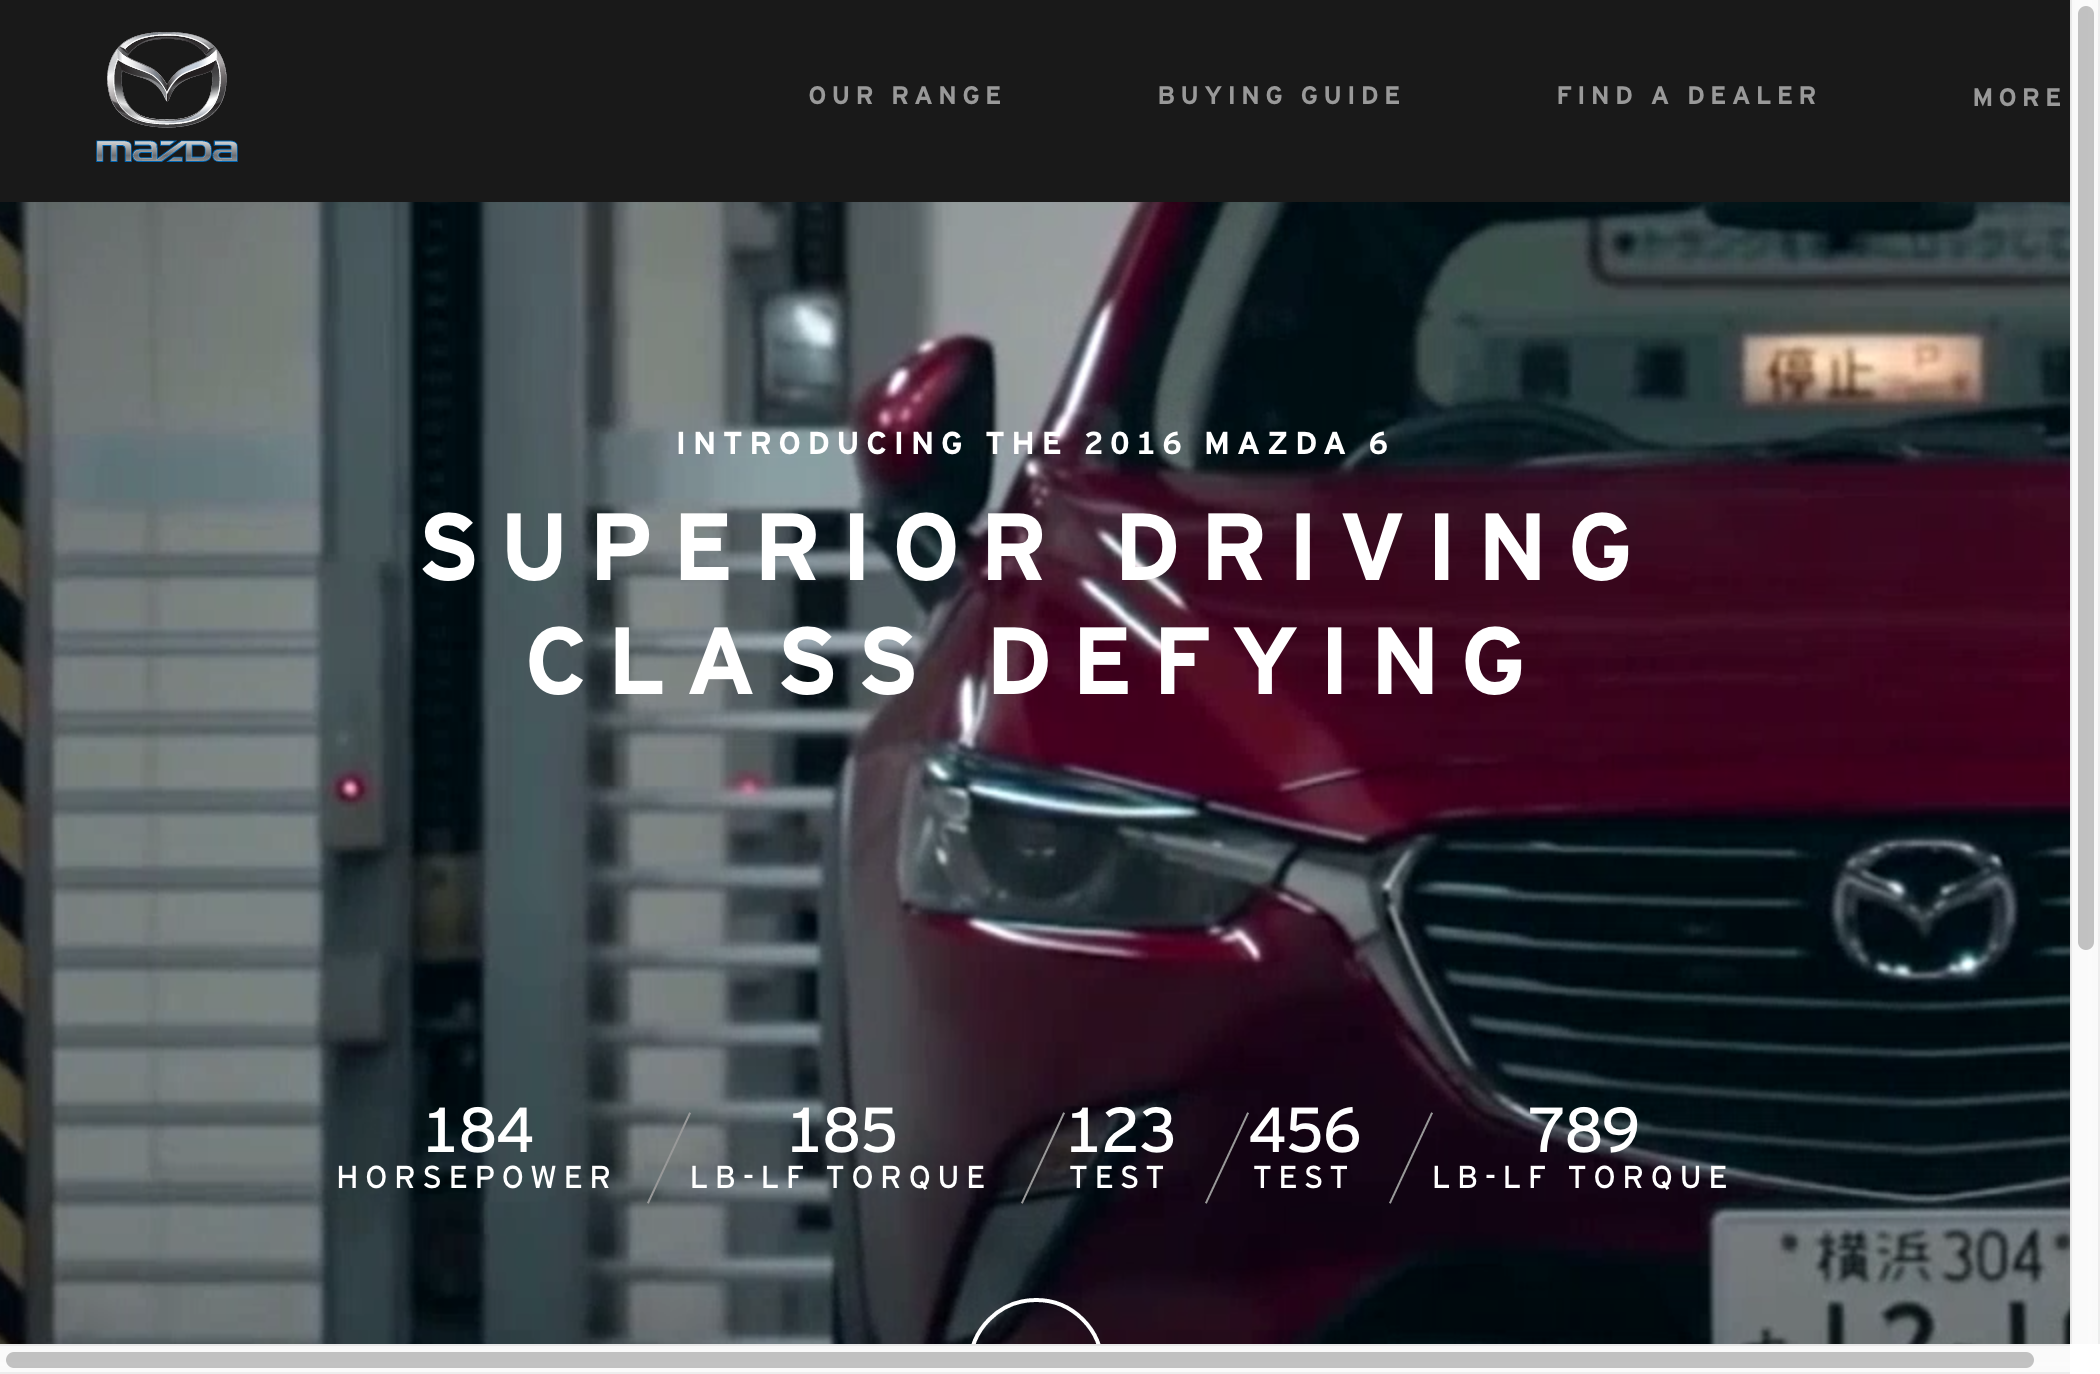 mazda
OUR RANGE
BUYING GUIDE
FIND A DEALER
MORE
INTRODUCING THE 2016 MAZDA 6
SUPERIOR DRIVING
CLASS DEFYING
停止
184
HORSEPOWER
185
LB-LF TORQUE
123
TEST
456
TEST
789
LB-LF TORQUE
横浜 304